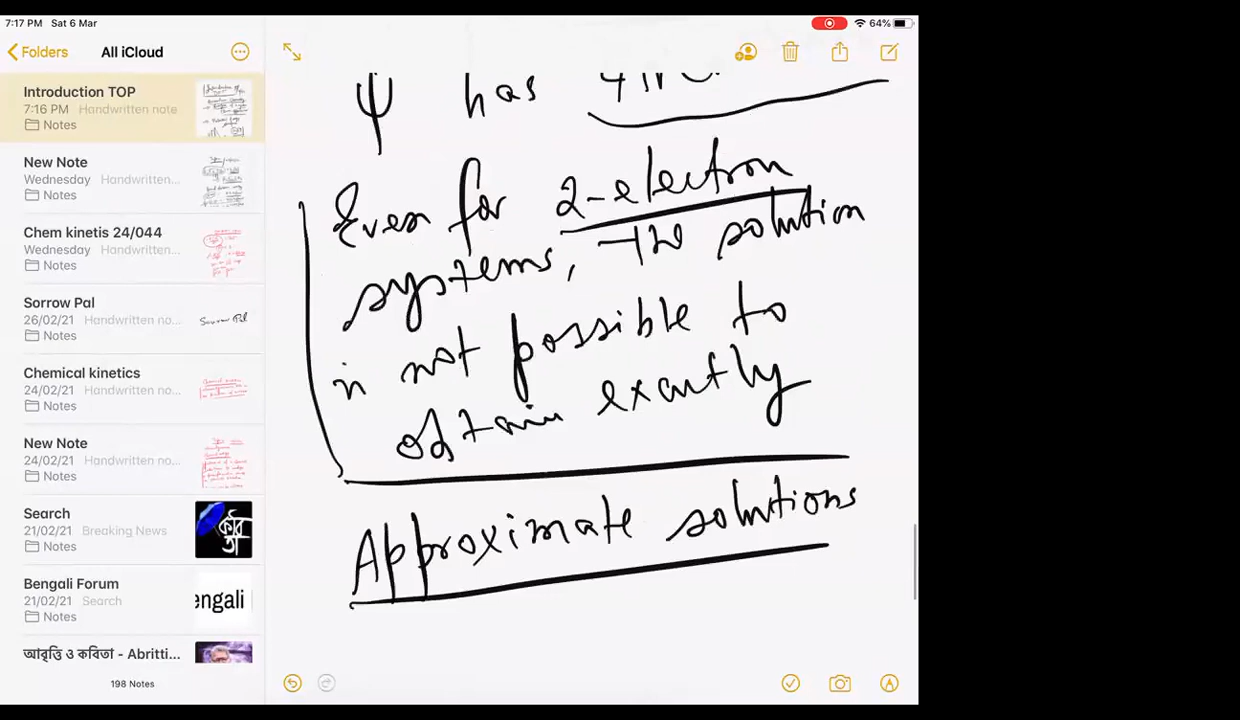 7:17 PM Sat 6 Mar
64%
Folders
All iCloud
Introduction TOP
7:16 PM Handwritten note
Notes
New Note
Wednesday Handwritten...
Notes
Chem kinetis 24/044
Wednesday Handwritten...
Notes
Sorrow Pal
26/02/21 Handwritten no...
Notes
Chemical kinetics
24/02/21 Handwritten no...
Notes
New Note
24/02/21 Handwritten no...
Notes
Search
21/02/21 Breaking News
Notes
Bengali Forum
21/02/21 Search
Notes
আবৃত্তি ও কবিতা - Abritti...
198 Notes
Sorrow Pal
engali
Ψ has
Even for 2-electron
systems, the solution
is not possible to
obtain exactly
Approximate solutions